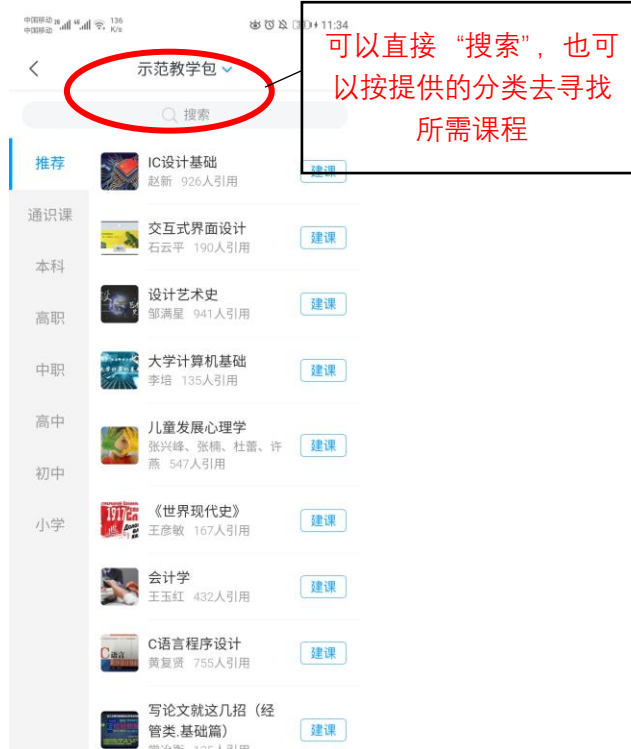 中国移动 36 46 136
中国移动 K/s 11:34
示范教学包
搜索
可以直接“搜索”，也可
以按提供的分类去寻找
所需课程
推荐
通识课
本科
高职
中职
高中
初中
小学
IC设计基础
赵新 926人引用
建课
交互式界面设计
石云平 190人引用
建课
设计艺术史
邹满星 941人引用
建课
大学计算机基础
李培 135人引用
建课
儿童发展心理学
张兴峰、张楠、杜蕾、许
燕 547人引用
建课
《世界现代史》
王彦敏 167人引用
建课
会计学
王玉红 432人引用
建课
C语言程序设计
黄复贤 755人引用
建课
写论文就这几招（经
管类.基础篇）
建课